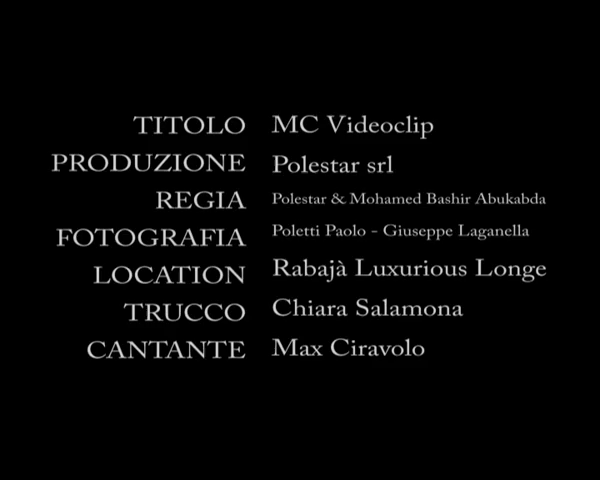 TITOLO MC Videoclip
PRODUZIONE Polestar srl
REGIA Polestar & Mohamed Bashir Abukabda
FOTOGRAFIA Poletti Paolo - Giuseppe Laganella
LOCATION Rabajà Luxurious Longe
TRUCCO Chiara Salamona
CANTANTE Max Ciravolo